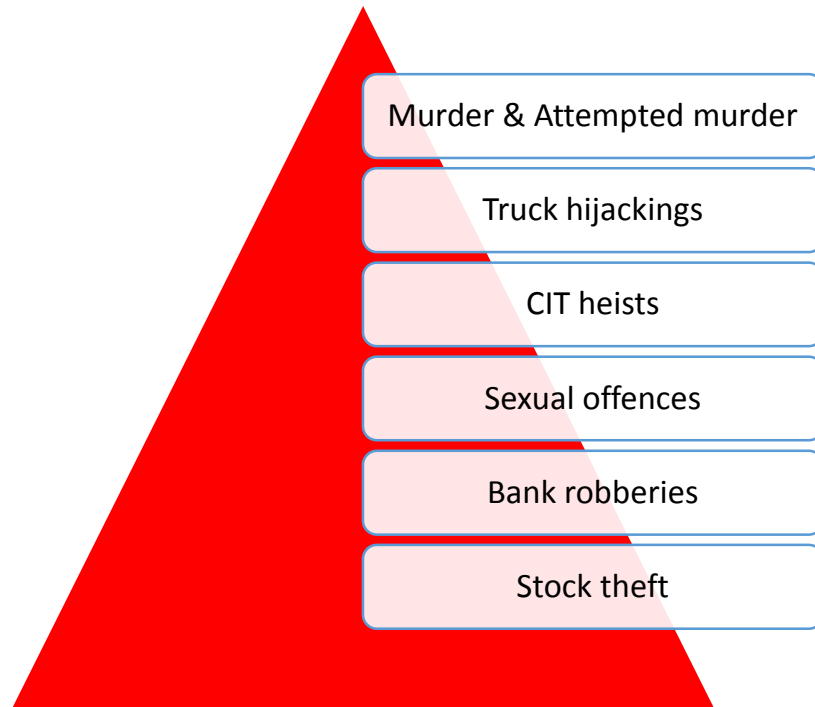 Murder & Attempted murder
Truck hijackings
CIT heists
Sexual offences
Bank robberies
Stock theft